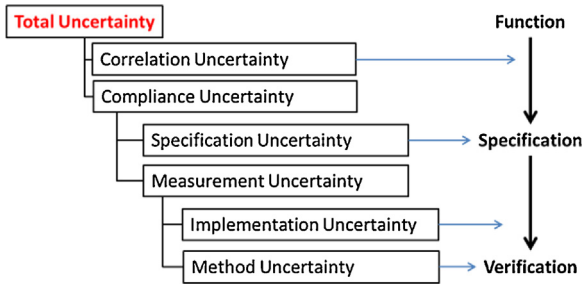 Total Uncertainty
Function
Correlation Uncertainty
Compliance Uncertainty
Specification Uncertainty
Specification
Measurement Uncertainty
Implementation Uncertainty
Method Uncertainty
Verification